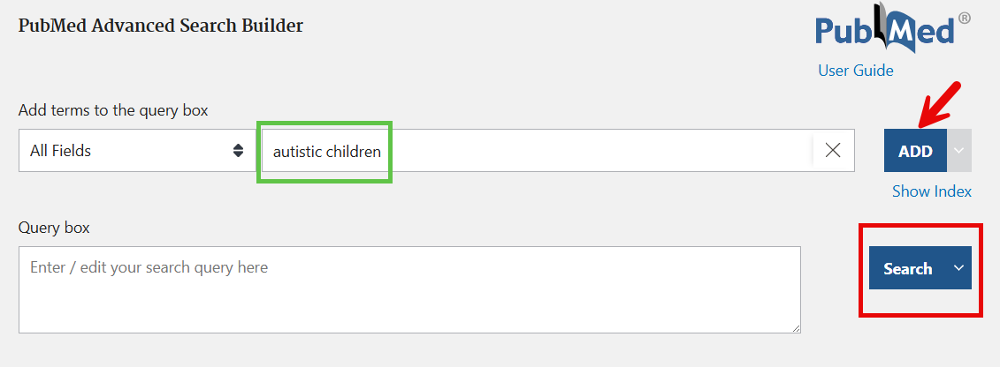 PubMed Advanced Search Builder
PubMed®
User Guide
Add terms to the query box
All Fields
autistic children
ADD
Show Index
Query box
Enter / edit your search query here
Search